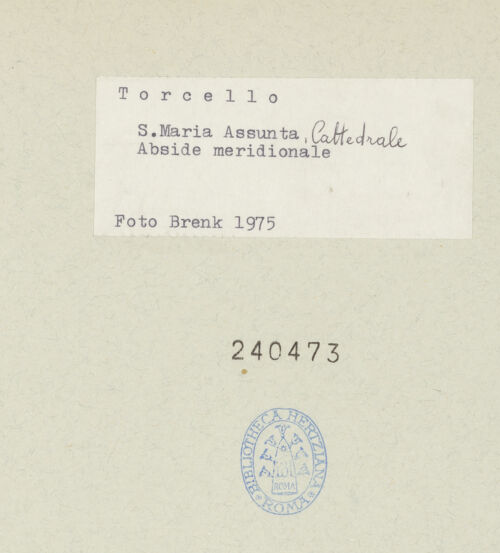 Torcello
S.Maria Assunta, Cattedrale
Abside meridionale
Foto Brenk 1975
240473
BIBLIOTHECA HERTZIANA
ROMA
ROMA